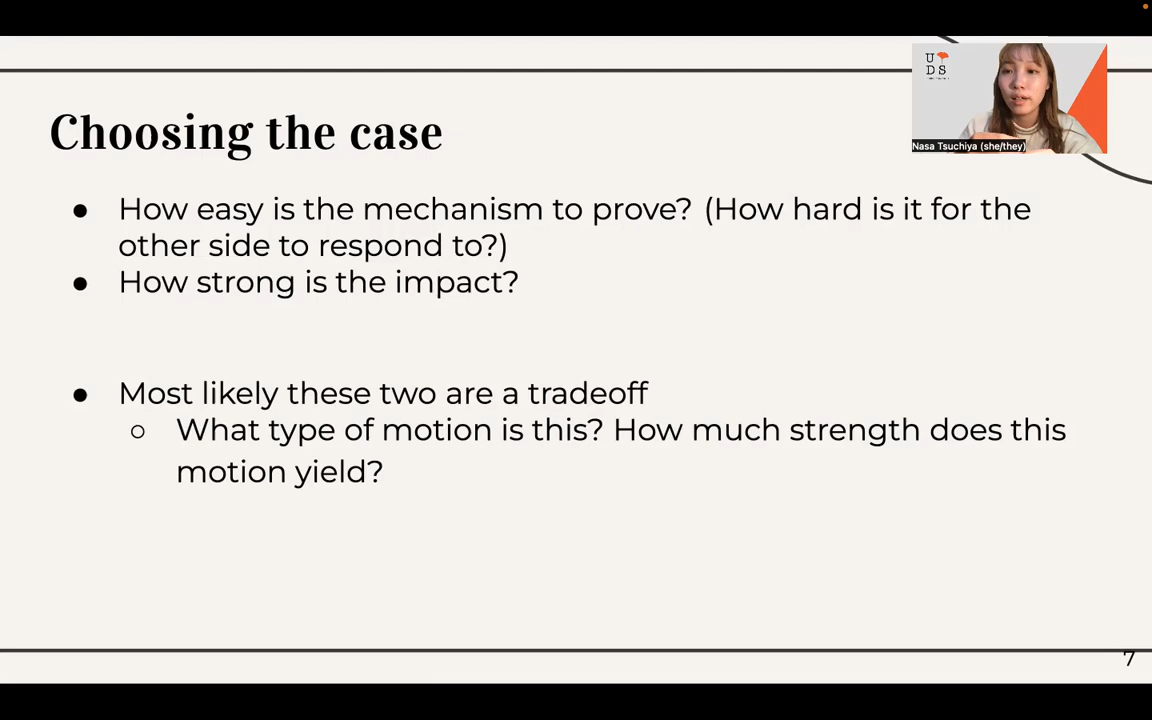 U
D S
Nasa Tsuchiya (she/they)
Choosing the case
● How easy is the mechanism to prove? (How hard is it for the
other side to respond to?)
● How strong is the impact?
● Most likely these two are a tradeoff
○ What type of motion is this? How much strength does this
motion yield?
7